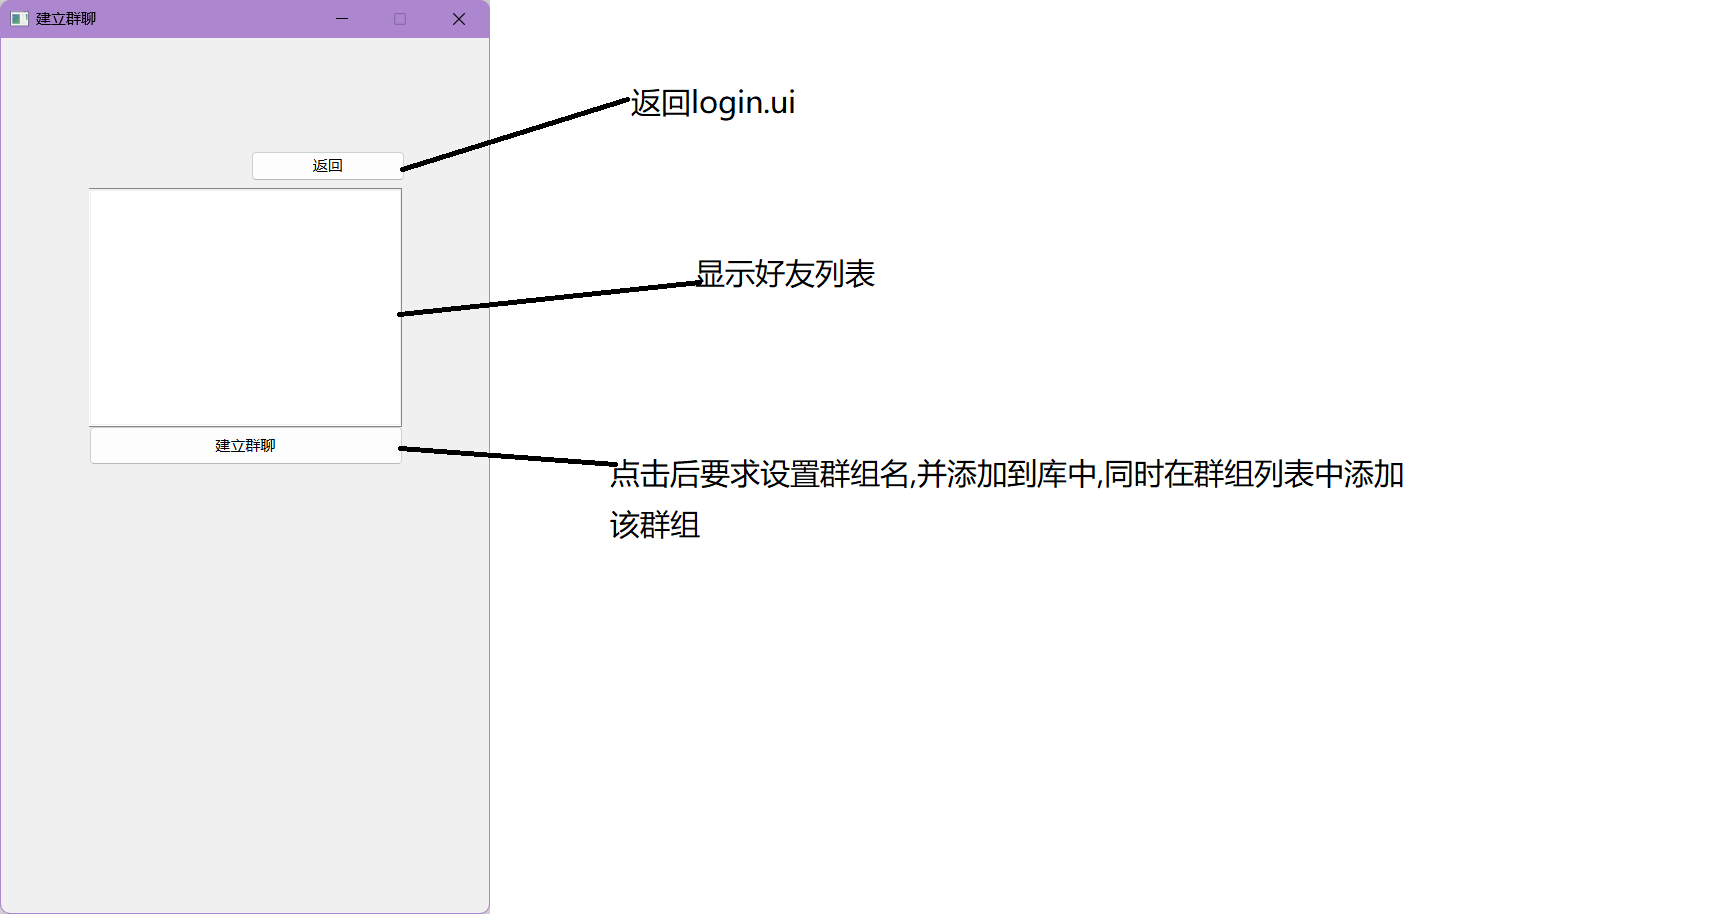 建立群聊
返回login.ui
返回
显示好友列表
建立群聊
点击后要求设置群组名,并添加到库中,同时在群组列表中添加
该群组